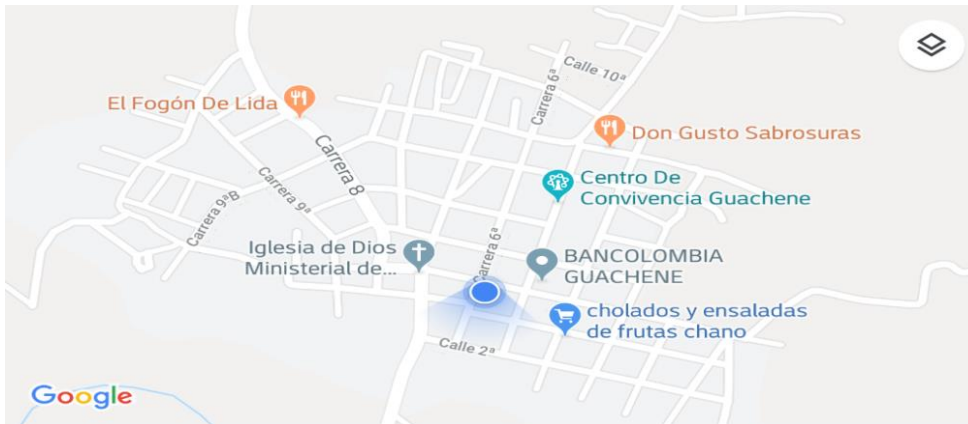 Calle 10ª
Carrera 6ª
El Fogón De Lida
Don Gusto Sabrosuras
Carrera 8
Centro De
Convivencia Guachene
Carrera 9ª
Carrera 9ªB
Iglesia de Dios
Ministerial de...
Carrera 6ª
BANCOLOMBIA
GUACHENE
cholados y ensaladas
de frutas chano
Calle 2ª
Google